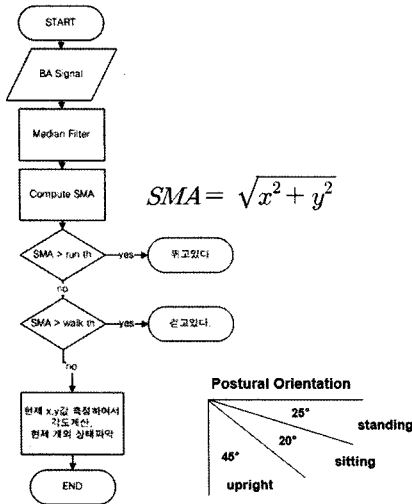 START
BA Signal
Median Filter
Compute SMA
SMA = √x² + y²
SMA > run th
yes
뛰고있다
no
SMA > walk th
yes
걷고있다.
no
현재 x,y값 측정하여서
각도계산,
현재 개의 상태파악
END
Postural Orientation
25°
standing
20°
sitting
45°
upright